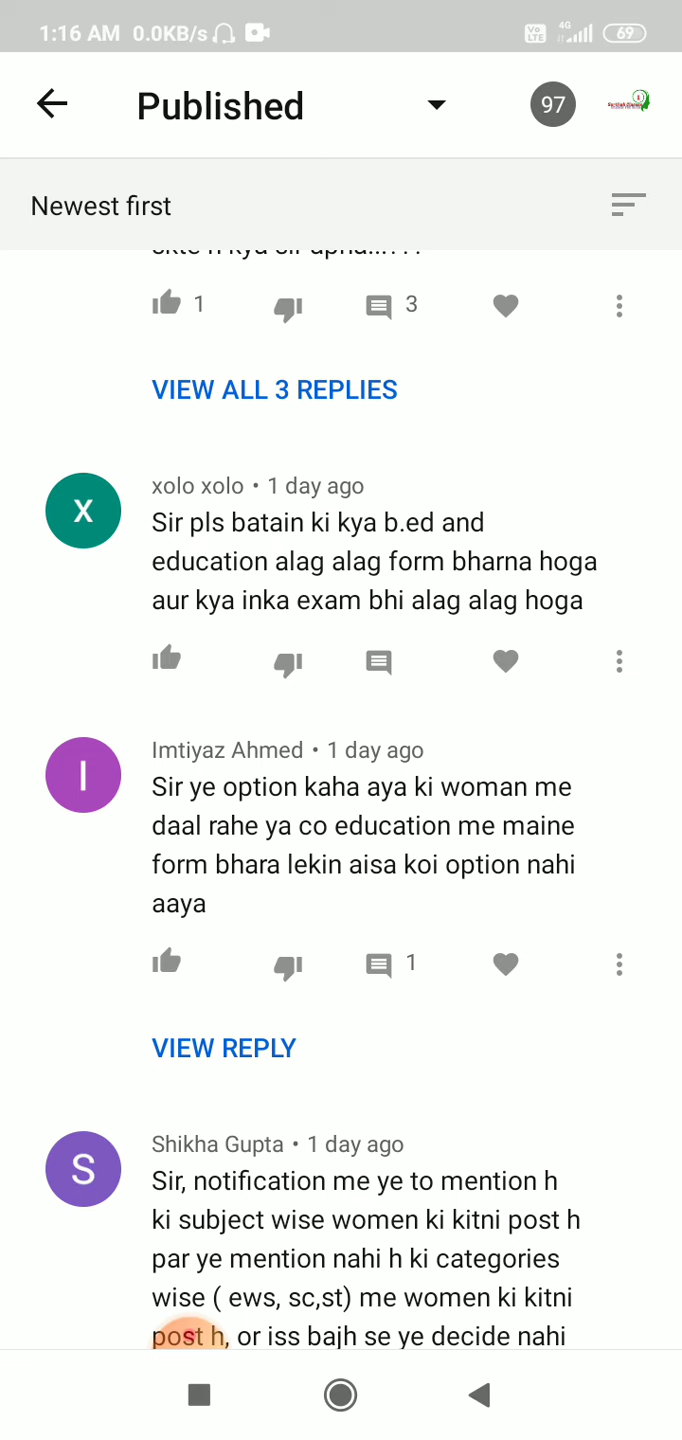 1:16 AM 0.0KB/s
Vo LTE 4G 69
Published
97
Newest first
1
3
VIEW ALL 3 REPLIES
xolo xolo • 1 day ago
Sir pls batain ki kya b.ed and
education alag alag form bharna hoga
aur kya inka exam bhi alag alag hoga
Imtiyaz Ahmed • 1 day ago
Sir ye option kaha aya ki woman me
daal rahe ya co education me maine
form bhara lekin aisa koi option nahi
aaya
1
VIEW REPLY
Shikha Gupta • 1 day ago
Sir, notification me ye to mention h
ki subject wise women ki kitni post h
par ye mention nahi h ki categories
wise ( ews, sc,st) me women ki kitni
post h, or iss bajh se ye decide nahi
X
I
S